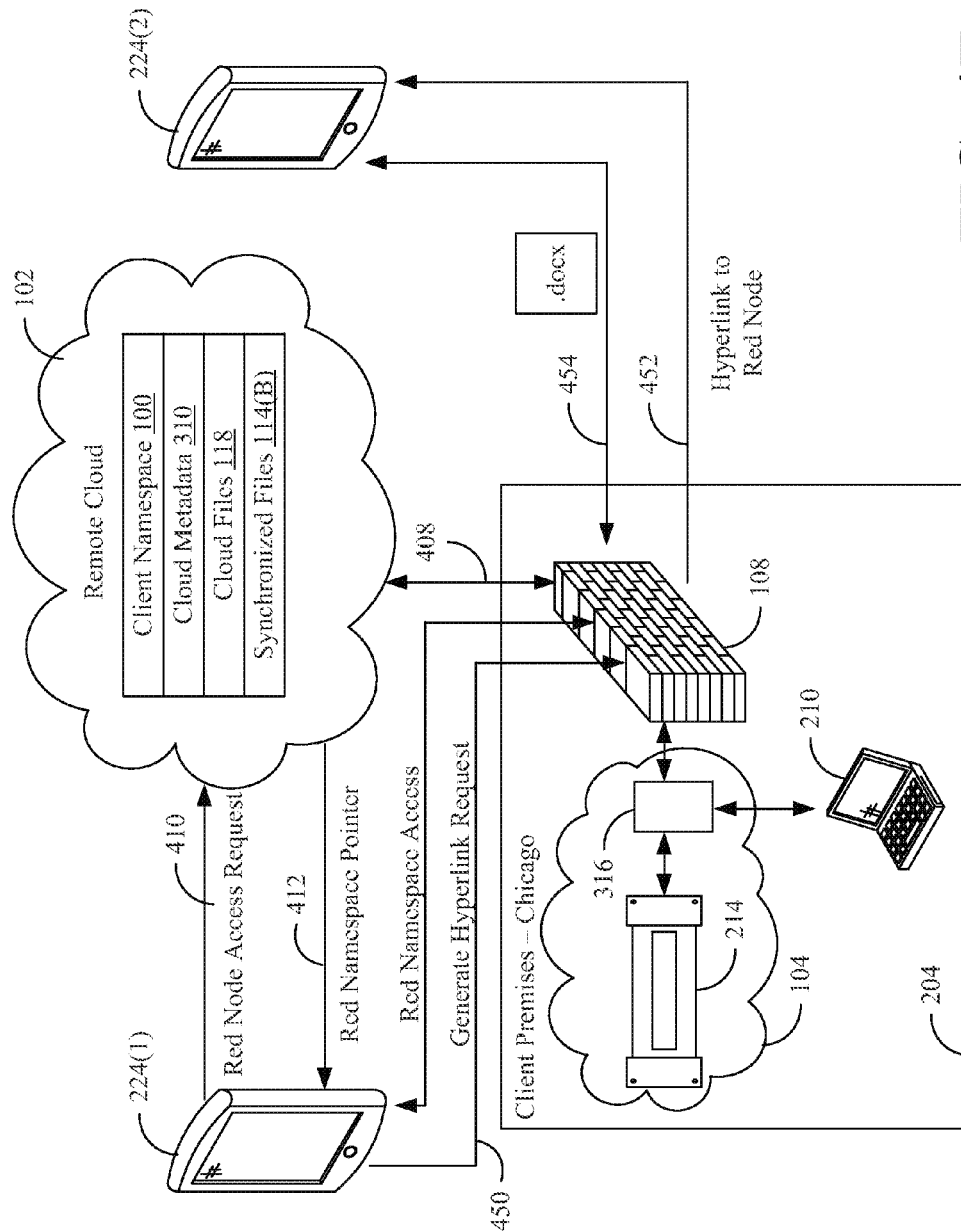 102
224(1)
224(2)
Remote Cloud
Client Namespace 100
Cloud Metadata 310
Cloud Files 118
Synchronized Files 114(B)
410
Red Node Access Request
412
Red Namespace Pointer
Red Namespace Access
Generate Hyperlink Request
450
408
.docx
454
452
Hyperlink to
Red Node
Client Premises – Chicago
316
214
104
108
210
204